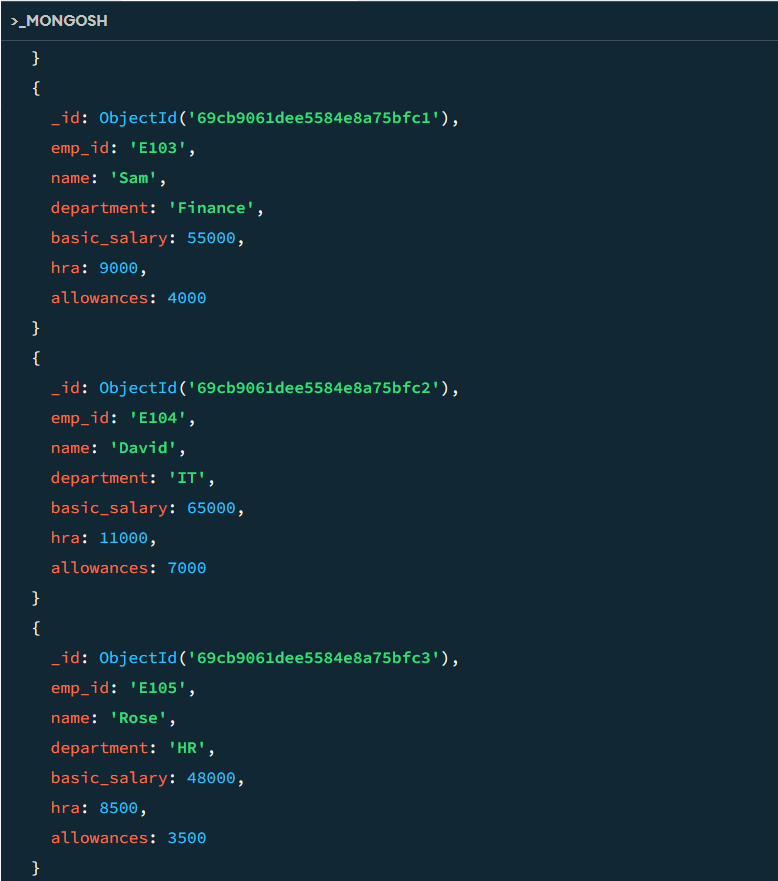 >_MONGOSH
}
{
_id: ObjectId('69cb9061dee5584e8a75bfc1'),
emp_id: 'E103',
name: 'Sam',
department: 'Finance',
basic_salary: 55000,
hra: 9000,
allowances: 4000
}
{
_id: ObjectId('69cb9061dee5584e8a75bfc2'),
emp_id: 'E104',
name: 'David',
department: 'IT',
basic_salary: 65000,
hra: 11000,
allowances: 7000
}
{
_id: ObjectId('69cb9061dee5584e8a75bfc3'),
emp_id: 'E105',
name: 'Rose',
department: 'HR',
basic_salary: 48000,
hra: 8500,
allowances: 3500
}